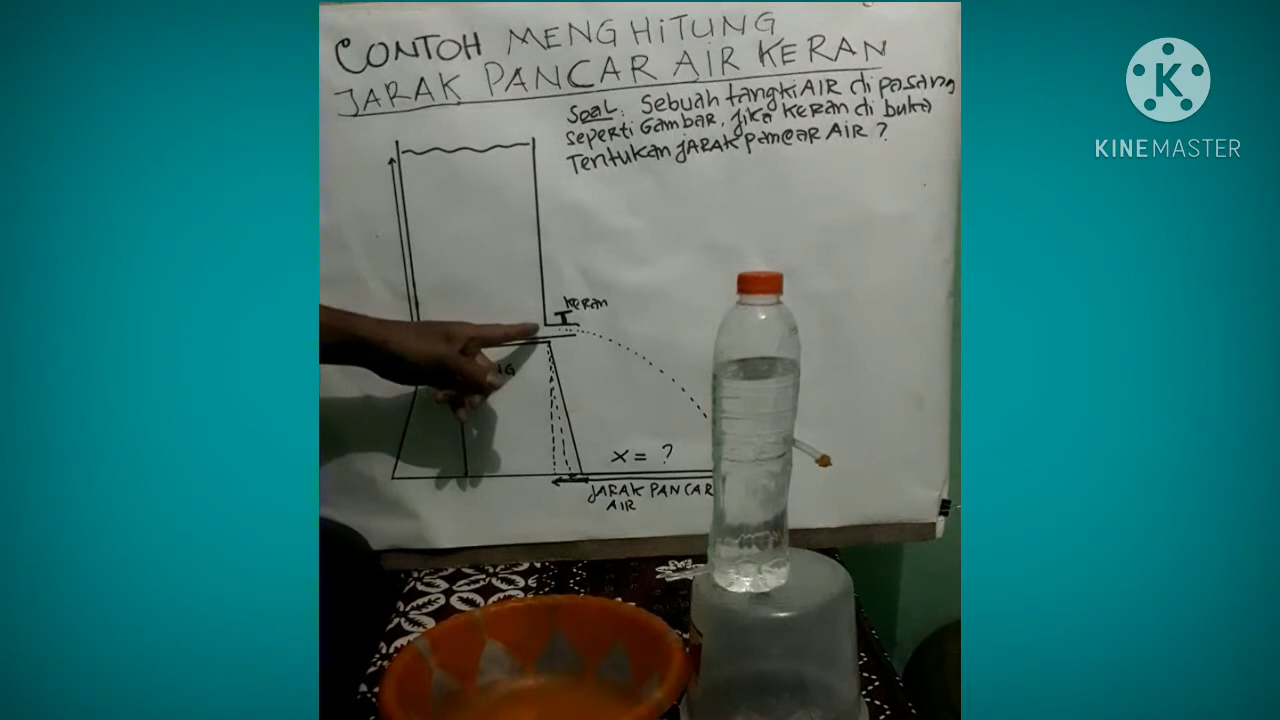 CONTOH MENGHITUNG
JARAK PANCAR AIR KERAN
Soal: Sebuah tangki AIR di pasang
seperti Gambar, jika KERAN di buka
Tentukan jARAk pancar AIR ?
KERAN
x = ?
JARAK PANCAR
AIR
K
KINEMASTER